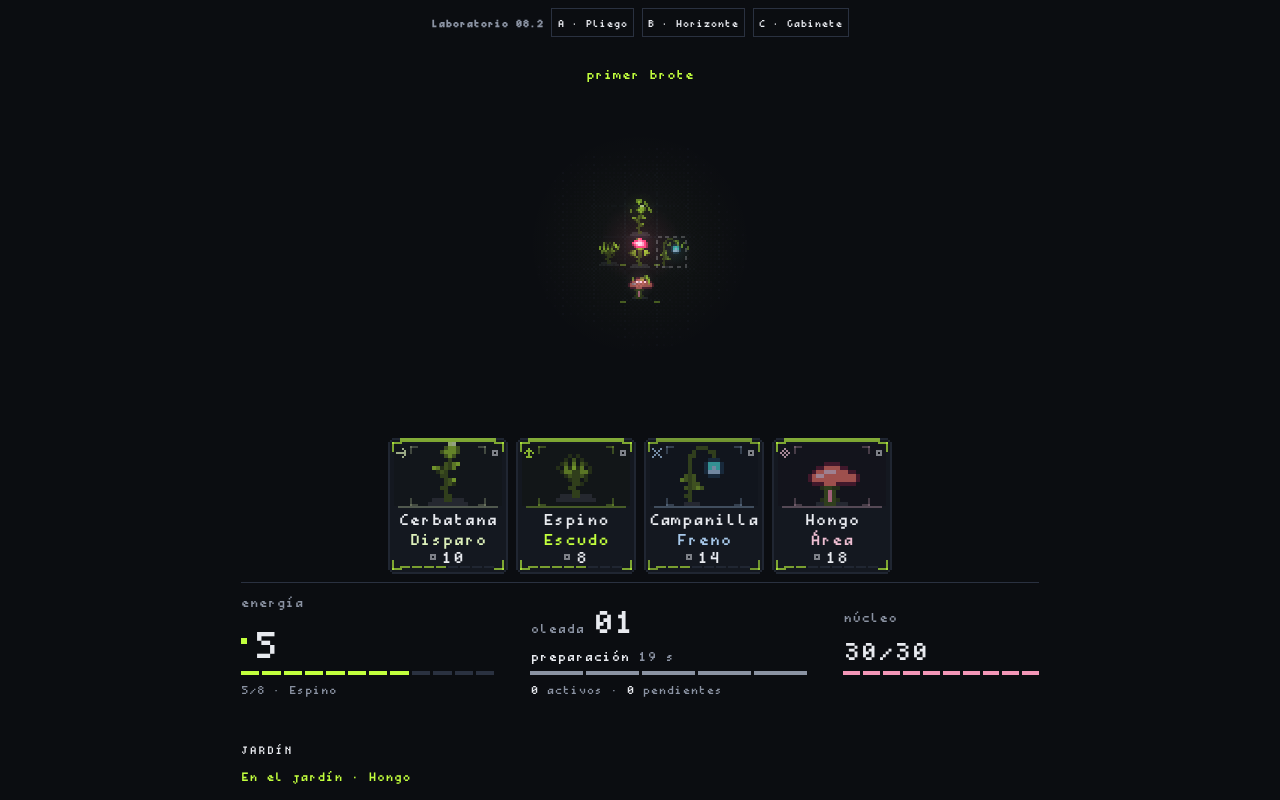 Laboratorio 08.2 A · Pliego B · Horizonte C · Gabinete
primer brote
Cerbatana Espino Campanilla Hongo
Disparo Escudo Freno Área
10 8 14 18
energía
5
5/8 · Espino
oleada 01
preparación 19 s
0 activos · 0 pendientes
núcleo
30/30
JARDÍN
En el jardín · Hongo